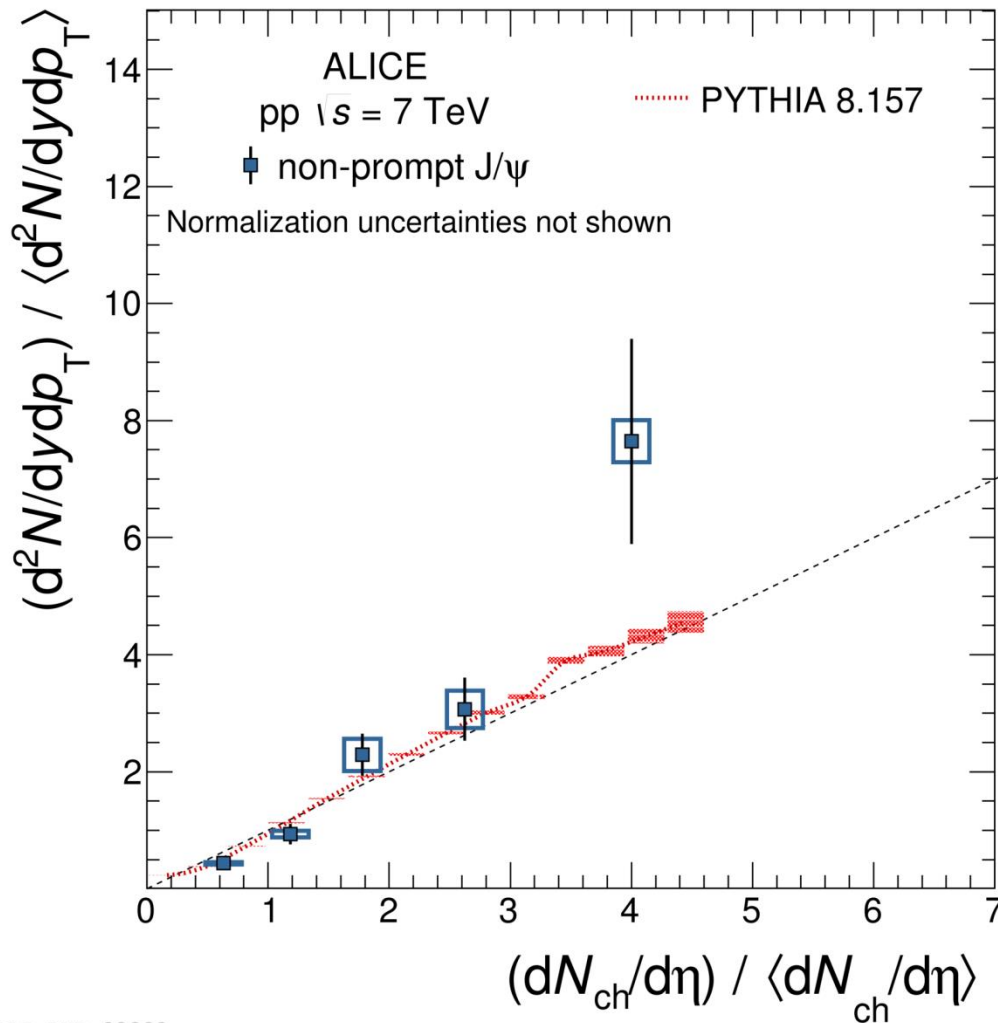 (d²N/dydp_T) / ⟨d²N/dydp_T⟩
14
12
10
8
6
4
2
ALICE
pp √s = 7 TeV
non-prompt J/ψ
Normalization uncertainties not shown
PYTHIA 8.157
0 1 2 3 4 5 6 7
(dN_ch/dη) / ⟨dN_ch/dη⟩